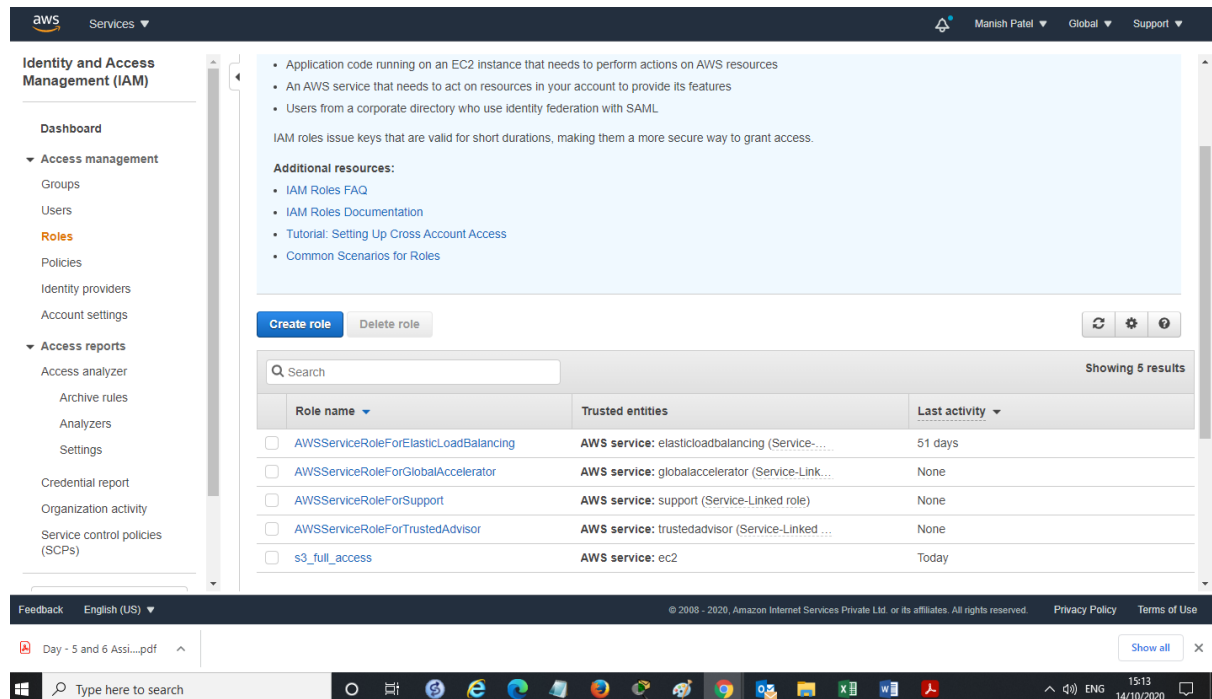 aws Services Manish Patel Global Support
Identity and Access
Management (IAM)
Dashboard
Access management
Groups
Users
Roles
Policies
Identity providers
Account settings
Access reports
Access analyzer
Archive rules
Analyzers
Settings
Credential report
Organization activity
Service control policies
(SCPs)
Application code running on an EC2 instance that needs to perform actions on AWS resources
An AWS service that needs to act on resources in your account to provide its features
Users from a corporate directory who use identity federation with SAML
IAM roles issue keys that are valid for short durations, making them a more secure way to grant access.
Additional resources:
IAM Roles FAQ
IAM Roles Documentation
Tutorial: Setting Up Cross Account Access
Common Scenarios for Roles
Create role Delete role
Search Showing 5 results
Role name Trusted entities Last activity
AWSServiceRoleForElasticLoadBalancing AWS service: elasticloadbalancing (Service-... 51 days
AWSServiceRoleForGlobalAccelerator AWS service: globalaccelerator (Service-Link... None
AWSServiceRoleForSupport AWS service: support (Service-Linked role) None
AWSServiceRoleForTrustedAdvisor AWS service: trustedadvisor (Service-Linked ... None
s3_full_access AWS service: ec2 Today
Feedback English (US) © 2008 - 2020, Amazon Internet Services Private Ltd. or its affiliates. All rights reserved. Privacy Policy Terms of Use
Day - 5 and 6 Assi....pdf Show all
Type here to search ENG 15:13
14/10/2020